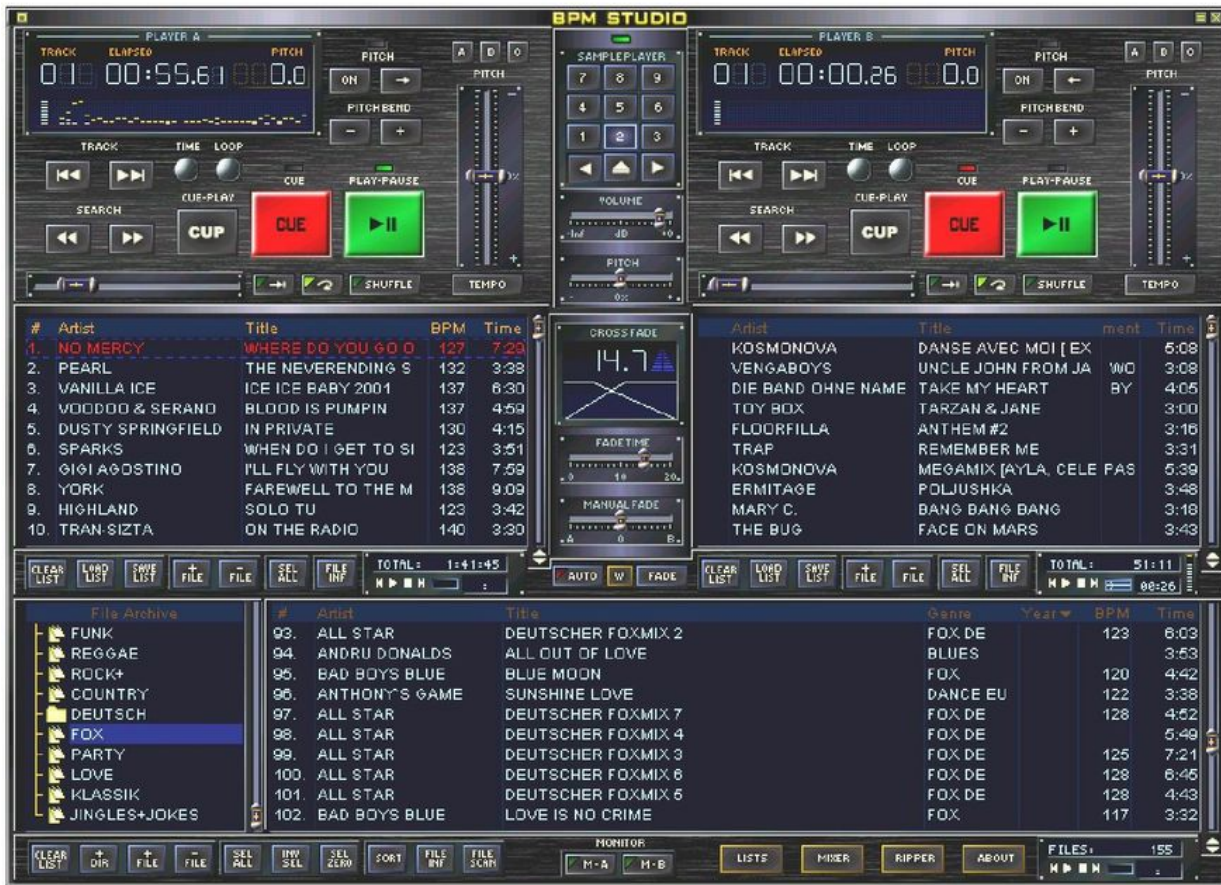 BPM STUDIO
PLAYER A
TRACK ELAPSED PITCH
01 00:55.61 0.0
PITCH
ON
PITCH BEND
- +
A D O
PITCH
TRACK
TIME LOOP
SEARCH
CUE-PLAY
CUP
CUE
CUE
PLAY-PAUSE
0%
SHUFFLE
TEMPO
SAMPLEPLAYER
7 8 9
4 5 6
1 2 3
VOLUME
-Inf dB +0
PITCH
- 0% +
PLAYER B
TRACK ELAPSED PITCH
01 00:00.26 0.0
PITCH
ON
PITCH BEND
- +
A D O
PITCH
TRACK
TIME LOOP
SEARCH
CUE-PLAY
CUP
CUE
CUE
PLAY-PAUSE
0%
SHUFFLE
TEMPO
# Artist Title BPM Time
1. NO MERCY WHERE DO YOU GO O 127 7:29
2. PEARL THE NEVERENDING S 132 3:38
3. VANILLA ICE ICE ICE BABY 2001 137 6:30
4. VOODOO & SERANO BLOOD IS PUMPIN 137 4:59
5. DUSTY SPRINGFIELD IN PRIVATE 130 4:15
6. SPARKS WHEN DO I GET TO SI 123 3:51
7. GIGI AGOSTINO I'LL FLY WITH YOU 138 7:59
8. YORK FAREWELL TO THE M 138 9:09
9. HIGHLAND SOLO TU 123 3:42
10. TRAN-SIZTA ON THE RADIO 140 3:30
CROSSFADE
14.7
FADETIME
0 10 20
MANUAL FADE
A 0 B
AUTO W FADE
Artist Title ment Time
KOSMONOVA DANSE AVEC MOI [ EX 5:08
VENGABOYS UNCLE JOHN FROM JA WO 3:08
DIE BAND OHNE NAME TAKE MY HEART BY 4:05
TOY BOX TARZAN & JANE 3:00
FLOORFILLA ANTHEM #2 3:16
TRAP REMEMBER ME 3:31
KOSMONOVA MEGAMIX [AYLA, CELE PAS 5:39
ERMITAGE POLJUSHKA 3:48
MARY C. BANG BANG BANG 3:18
THE BUG FACE ON MARS 3:43
CLEAR LIST LOAD LIST SAVE LIST + FILE - FILE SEL ALL FILE INF TOTAL: 1:41:45
CLEAR LIST LOAD LIST SAVE LIST + FILE - FILE SEL ALL FILE INF TOTAL: 51:11
00:26
File Archive
FUNK
REGGAE
ROCK+
COUNTRY
DEUTSCH
FOX
PARTY
LOVE
KLASSIK
JINGLES+JOKES
# Artist Title Genre Year BPM Time
93. ALL STAR DEUTSCHER FOXMIX 2 FOX DE 123 6:03
94. ANDRU DONALDS ALL OUT OF LOVE BLUES 3:53
95. BAD BOYS BLUE BLUE MOON FOX 120 4:42
96. ANTHONY'S GAME SUNSHINE LOVE DANCE EU 122 3:38
97. ALL STAR DEUTSCHER FOXMIX 7 FOX DE 128 4:52
98. ALL STAR DEUTSCHER FOXMIX 4 FOX DE 5:49
99. ALL STAR DEUTSCHER FOXMIX 3 FOX DE 125 7:21
100. ALL STAR DEUTSCHER FOXMIX 6 FOX DE 128 6:45
101. ALL STAR DEUTSCHER FOXMIX 5 FOX DE 128 4:43
102. BAD BOYS BLUE LOVE IS NO CRIME FOX 117 3:32
CLEAR LIST + DIR + FILE - FILE SEL ALL INV SEL SEL ZERO SORT FILE INF FILE SCAN
MONITOR
M-A M-B
LISTS MIXER RIPPER ABOUT
FILES: 155